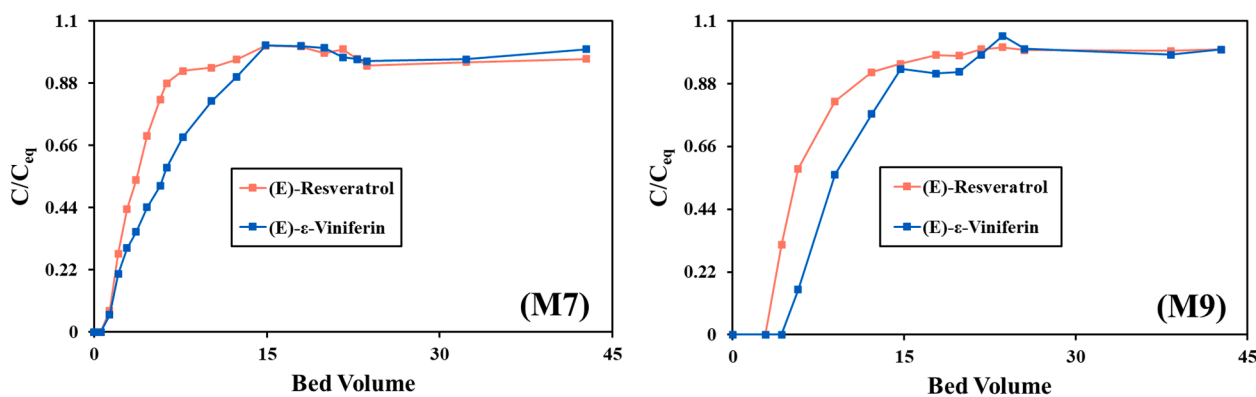 1.1
0.88
0.66
0.44
0.22
0
C/Ceq
(E)-Resveratrol
(E)-ε-Viniferin
(M7)
0 15 30 45
Bed Volume
1.1
0.88
0.66
0.44
0.22
0
C/Ceq
(E)-Resveratrol
(E)-ε-Viniferin
(M9)
0 15 30 45
Bed Volume